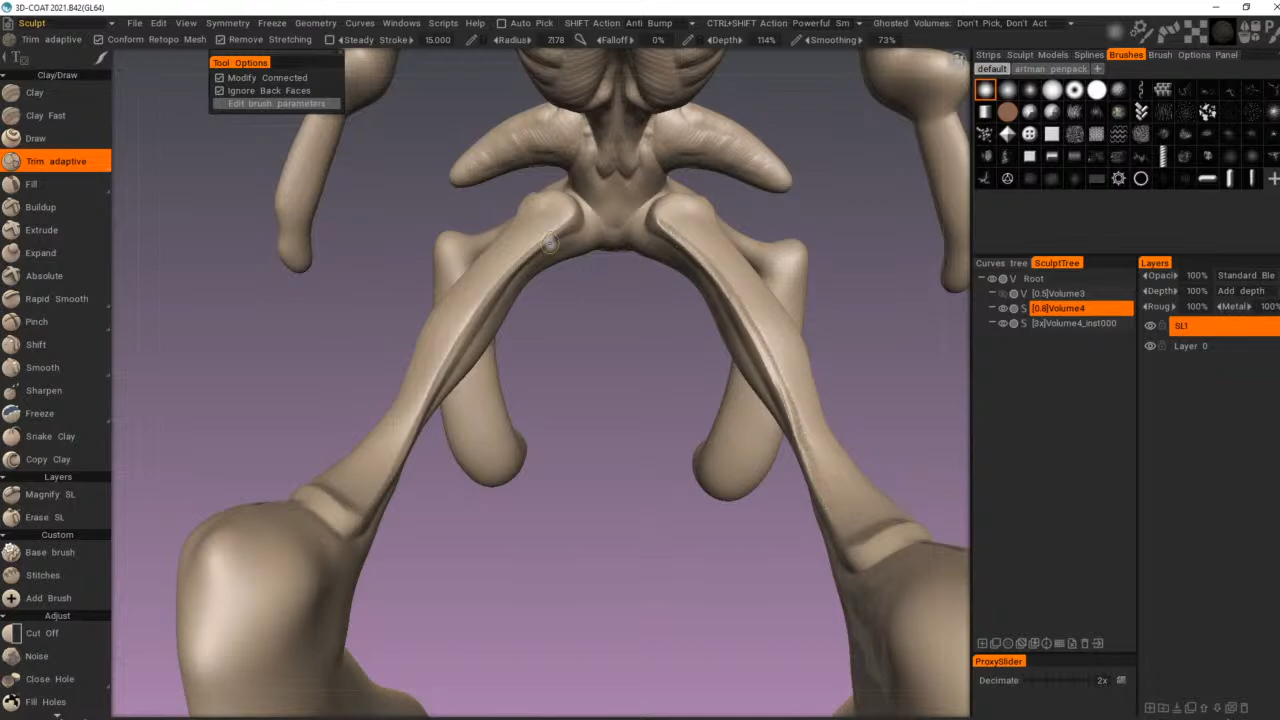 3D-COAT 2021.B42(GL64)
Sculpt File Edit View Symmetry Freeze Geometry Curves Windows Scripts Help Auto Pick SHIFT Action Anti Bump CTRL+SHIFT Action Powerful Sm Ghosted Volumes: Don't Pick, Don't Act
Trim adaptive Conform Retopo Mesh Remove Stretching Steady Stroke 15.000 Radius 7.178 Falloff 0% Depth 114% Smoothing 73%
Tool Options
Modify Connected
Ignore Back Faces
Edit brush parameters
Clay/Draw
Clay
Clay Fast
Draw
Trim adaptive
Fill
Buildup
Extrude
Expand
Absolute
Rapid Smooth
Pinch
Shift
Smooth
Sharpen
Freeze
Snake Clay
Copy Clay
Layers
Magnify SL
Erase SL
Custom
Base brush
Stitches
Add Brush
Adjust
Cut Off
Noise
Close Hole
Fill Holes
Strips Sculpt Models Splines Brushes Brush Options Panel
default artman penpack +
Curves tree SculptTree
Root
V [0.5]Volume3
S [0.8]Volume4
S [3x]Volume4_inst000
Layers
Opaci 100% Standard Ble
Depth 100% Add depth
Roug 100% Metal 100%
SL1
Layer 0
ProxySlider
Decimate 2x